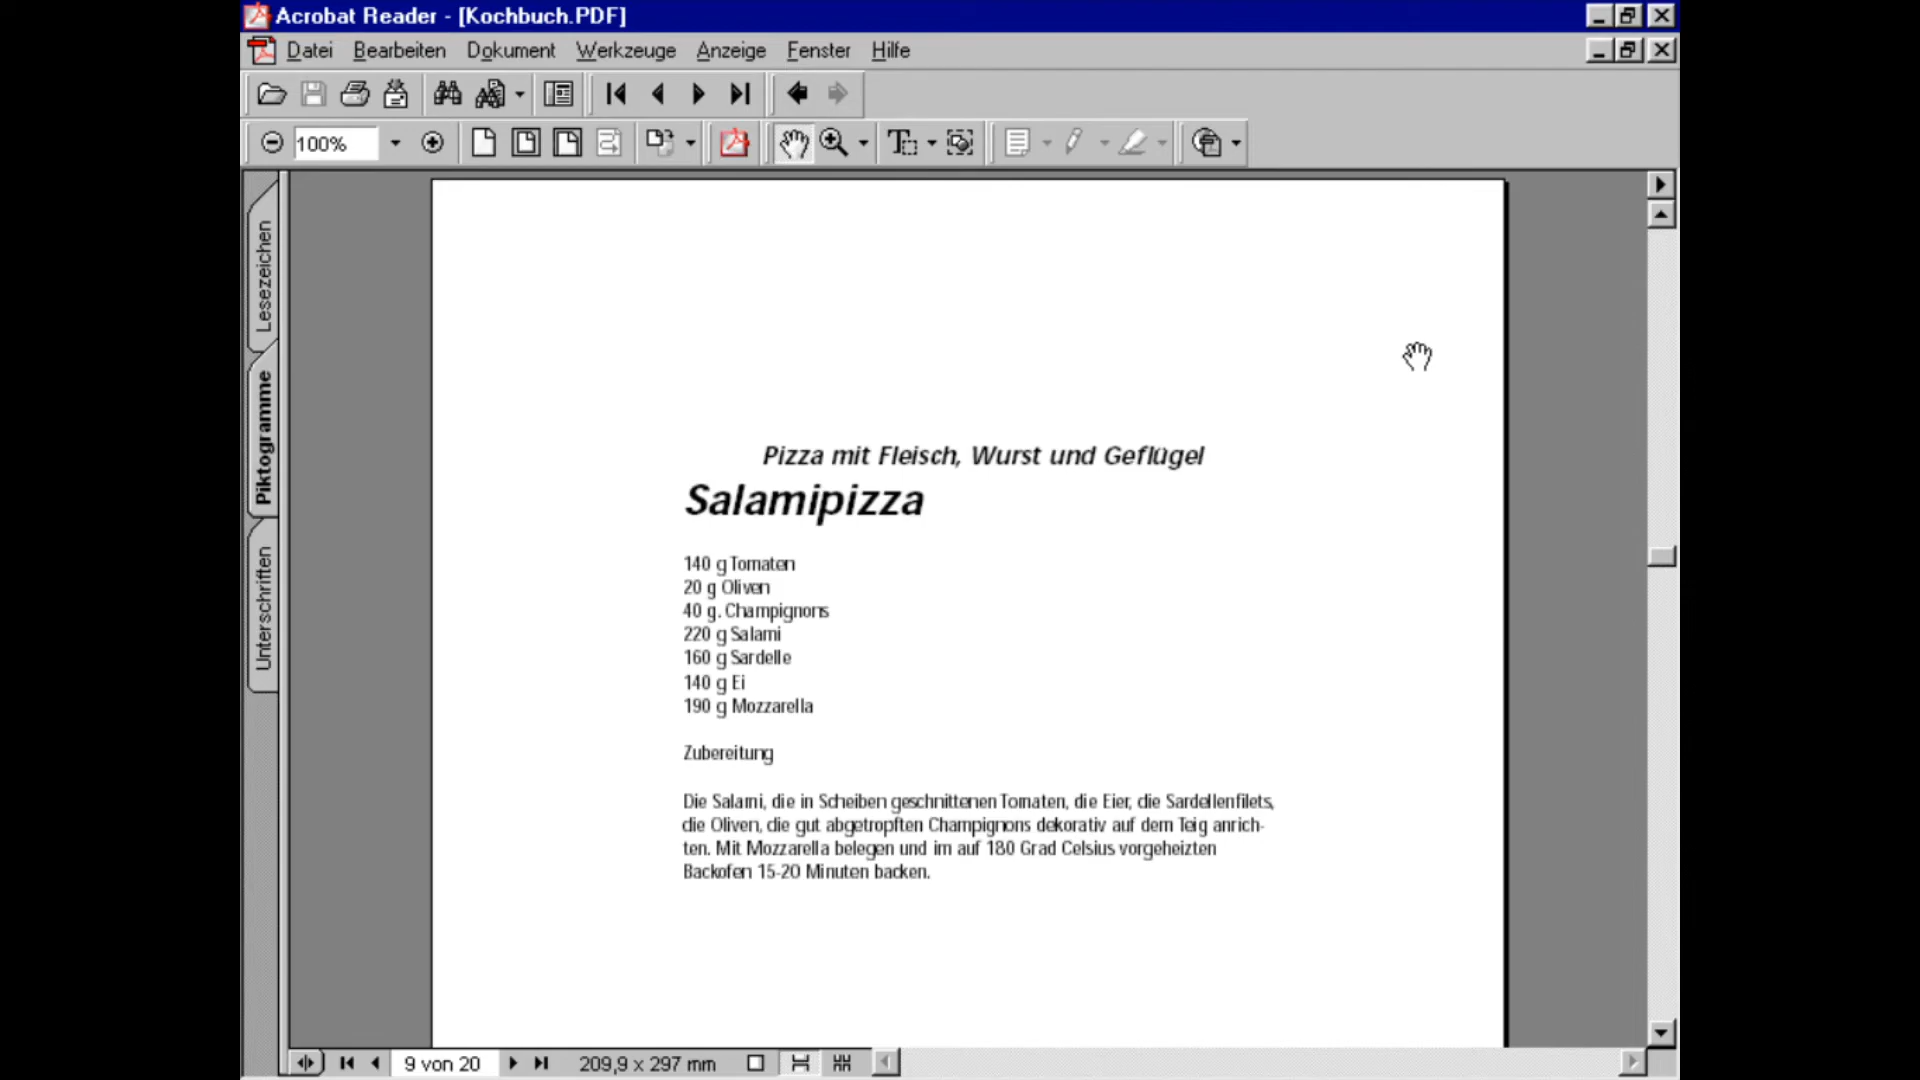 Acrobat Reader - [Kochbuch.PDF]
Datei Bearbeiten Dokument Werkzeuge Anzeige Fenster Hilfe
100%
Lesezeichen
Piktogramme
Unterschriften
Pizza mit Fleisch, Wurst und Geflügel
Salamipizza
140 g Tomaten
20 g Oliven
40 g. Champignons
220 g Salami
160 g Sardelle
140 g Ei
190 g Mozzarella
Zubereitung
Die Salami, die in Scheiben geschnittenen Tomaten, die Eier, die Sardellenfilets,
die Oliven, die gut abgetropften Champignons dekorativ auf dem Teig anrich-
ten. Mit Mozzarella belegen und im auf 180 Grad Celsius vorgeheizten
Backofen 15-20 Minuten backen.
9 von 20 209,9 x 297 mm